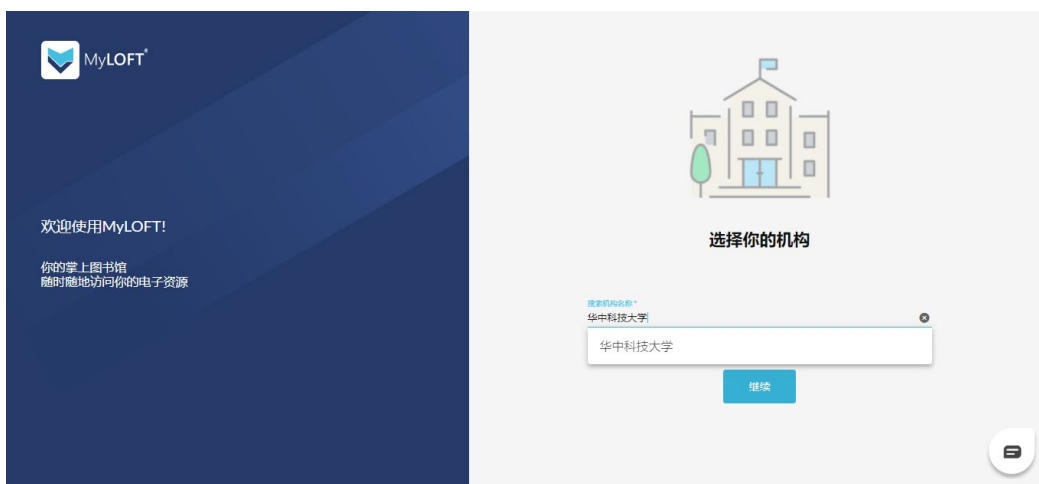 MyLOFT®
欢迎使用MyLOFT!
你的掌上图书馆
随时随地访问你的电子资源
选择你的机构
搜索机构名称*
华中科技大学
华中科技大学
继续